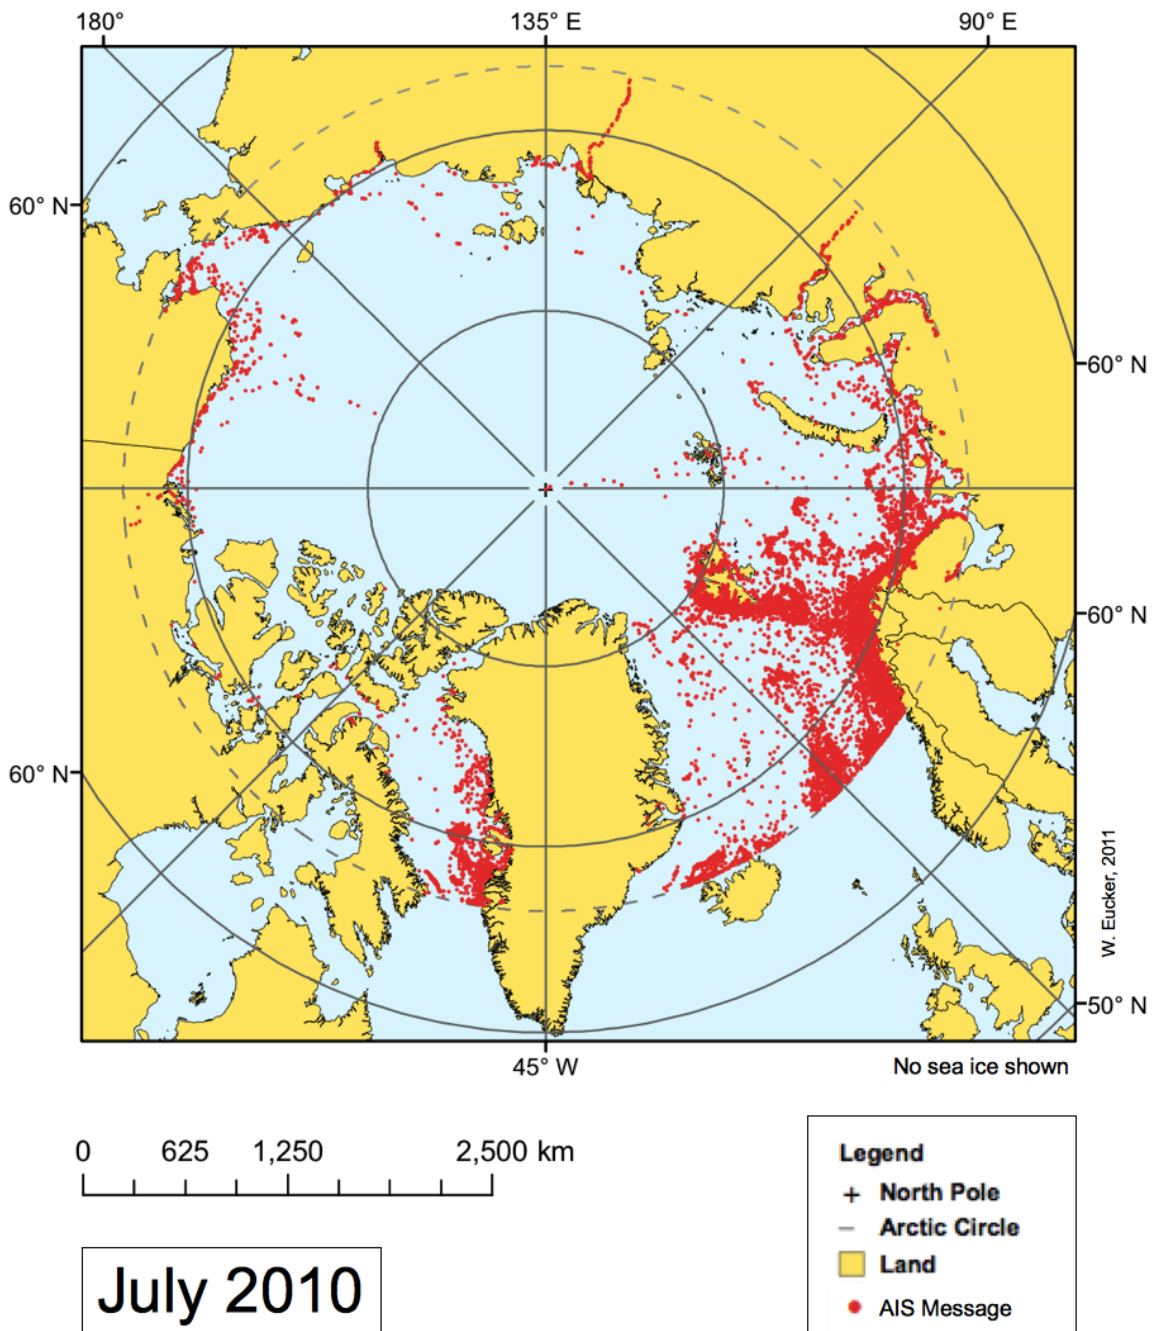 180°
135° E
90° E
60° N
60° N
60° N
60° N
W. Eucker, 2011
50° N
45° W
No sea ice shown
0 625 1,250 2,500 km
Legend
North Pole
Arctic Circle
Land
AIS Message
July 2010